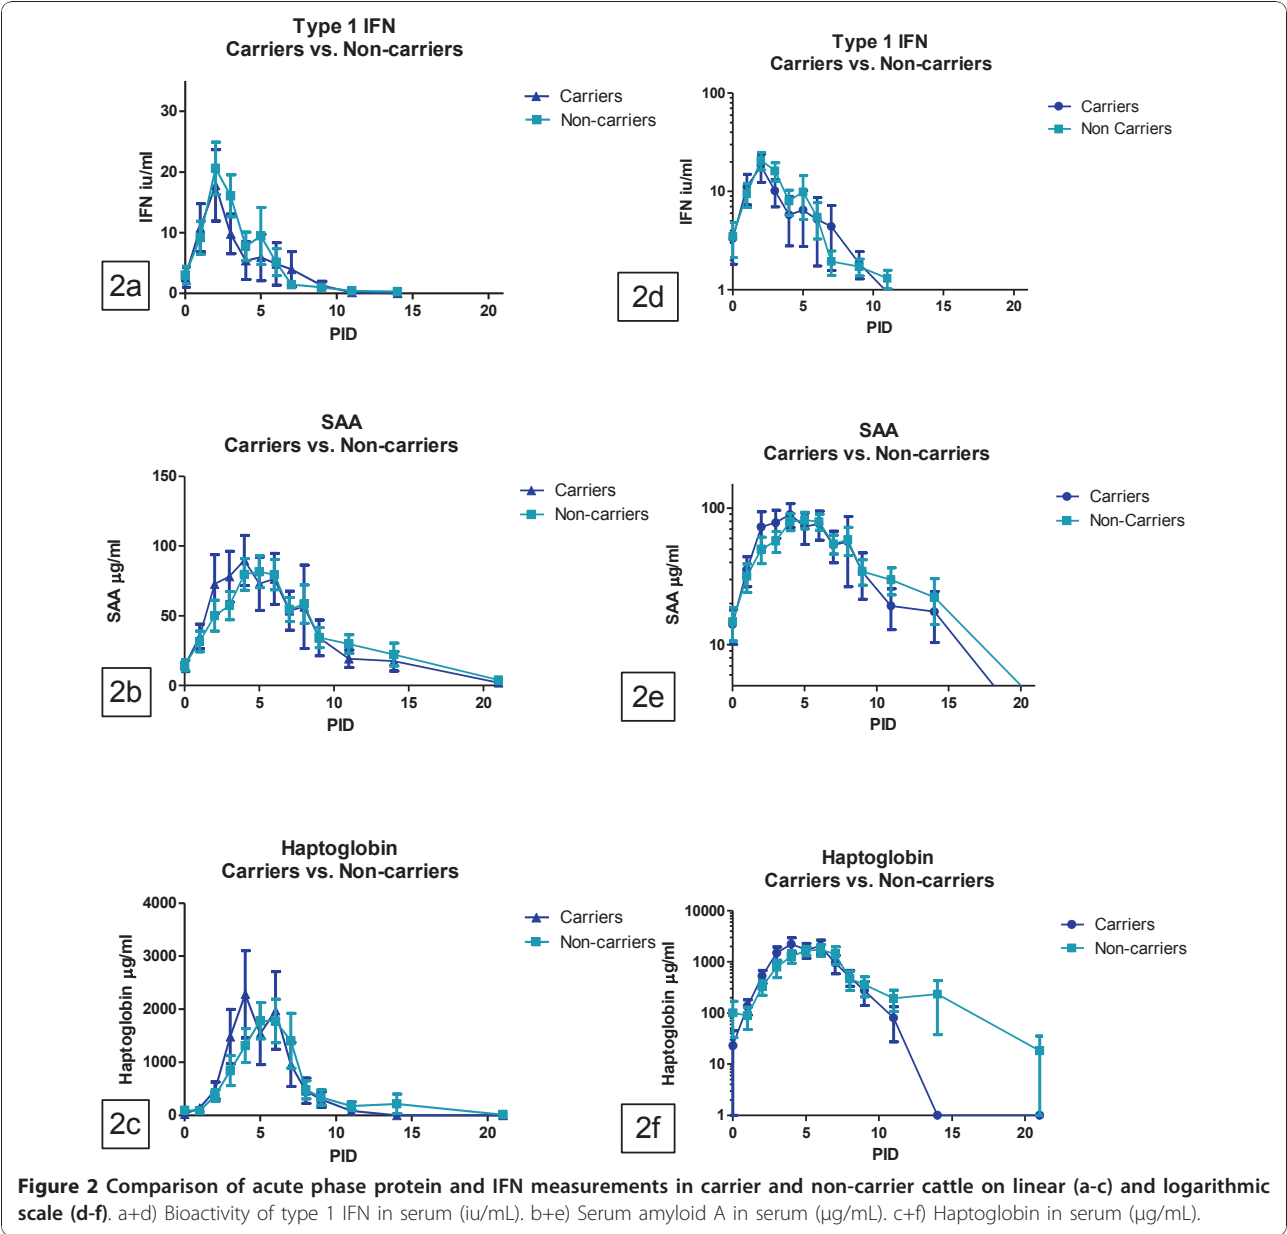 Type 1 IFN
Carriers vs. Non-carriers
30
20
10
0
IFN iu/ml
0 5 10 15 20
PID
Carriers
Non-carriers
2a
Type 1 IFN
Carriers vs. Non-carriers
100
10
1
IFN iu/ml
0 5 10 15 20
PID
Carriers
Non Carriers
2d
SAA
Carriers vs. Non-carriers
150
100
50
0
SAA µg/ml
0 5 10 15 20
PID
Carriers
Non-carriers
2b
SAA
Carriers vs. Non-carriers
100
10
SAA µg/ml
0 5 10 15 20
PID
Carriers
Non-Carriers
2e
Haptoglobin
Carriers vs. Non-carriers
4000
3000
2000
1000
0
Haptoglobin µg/ml
0 5 10 15 20
PID
Carriers
Non-carriers
2c
Haptoglobin
Carriers vs. Non-carriers
10000
1000
100
10
1
Haptoglobin µg/ml
0 5 10 15 20
PID
Carriers
Non-carriers
2f
Figure 2 Comparison of acute phase protein and IFN measurements in carrier and non-carrier cattle on linear (a-c) and logarithmic
scale (d-f). a+d) Bioactivity of type 1 IFN in serum (iu/mL). b+e) Serum amyloid A in serum (µg/mL). c+f) Haptoglobin in serum (µg/mL).